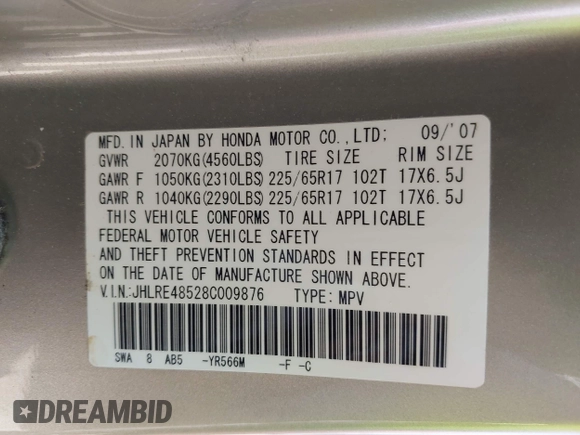 MFD. IN JAPAN BY HONDA MOTOR CO.,LTD: 09/'07
GVWR 2070KG(4560LBS) TIRE SIZE RIM SIZE
GAWR F 1050KG(2310LBS) 225/65R17 102T 17X6.5J
GAWR R 1040KG(2290LBS) 225/65R17 102T 17X6.5J
THIS VEHICLE CONFORMS TO ALL APPLICABLE
FEDERAL MOTOR VEHICLE SAFETY
AND THEFT PREVENTION STANDARDS IN EFFECT
ON THE DATE OF MANUFACTURE SHOWN ABOVE.
V.I.N:JHLRE48528C009876 TYPE: MPV
SWA 8 AB5 -YR566M -F -C
DREAMBID